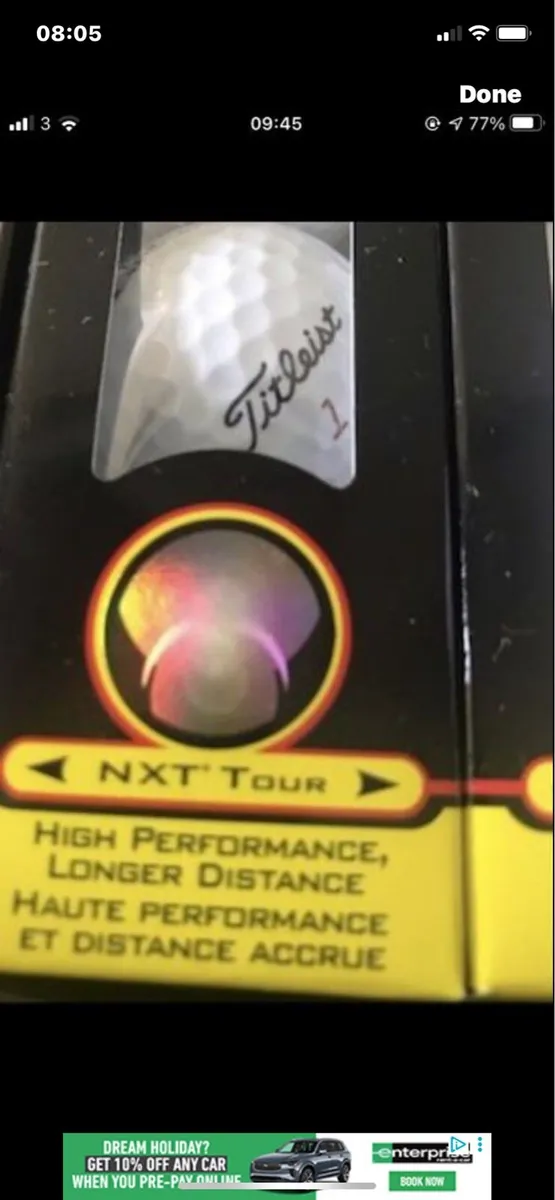 08:05
Done
3
09:45
77%
Titleist
1
NXT Tour
HIGH PERFORMANCE,
LONGER DISTANCE
HAUTE PERFORMANCE
ET DISTANCE ACCRUE
DREAM HOLIDAY?
GET 10% OFF ANY CAR
WHEN YOU PRE-PAY ONLINE
enterprise
BOOK NOW